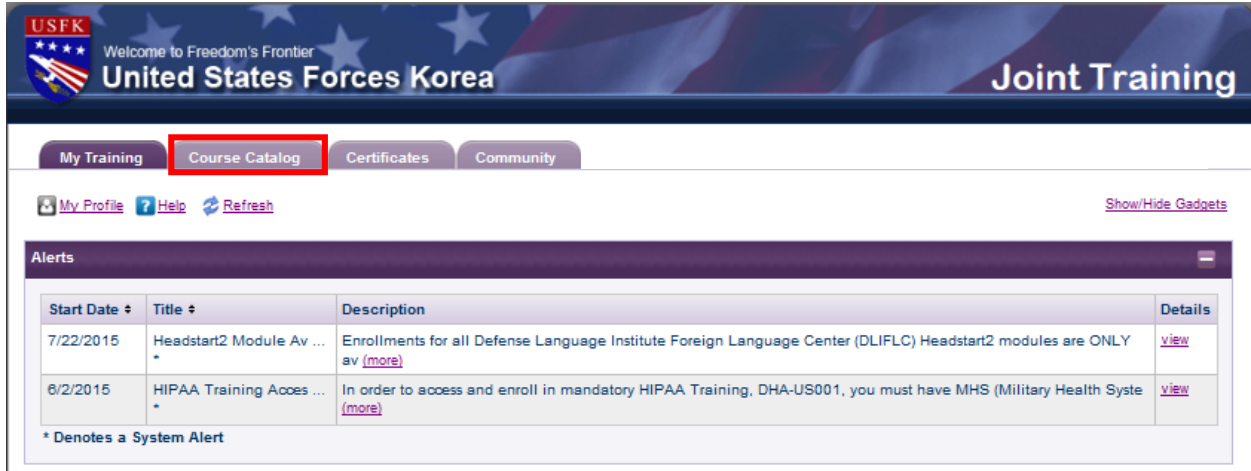 USFK
Welcome to Freedom's Frontier
United States Forces Korea
Joint Training
My Training Course Catalog Certificates Community
My Profile ? Help Refresh Show/Hide Gadgets
Alerts
Start Date Title Description Details
7/22/2015 Headstart2 Module Av ... Enrollments for all Defense Language Institute Foreign Language Center (DLIFLC) Headstart2 modules are ONLY view
* av (more)
6/2/2015 HIPAA Training Acces ... In order to access and enroll in mandatory HIPAA Training, DHA-US001, you must have MHS (Military Health Syste view
* (more)
* Denotes a System Alert